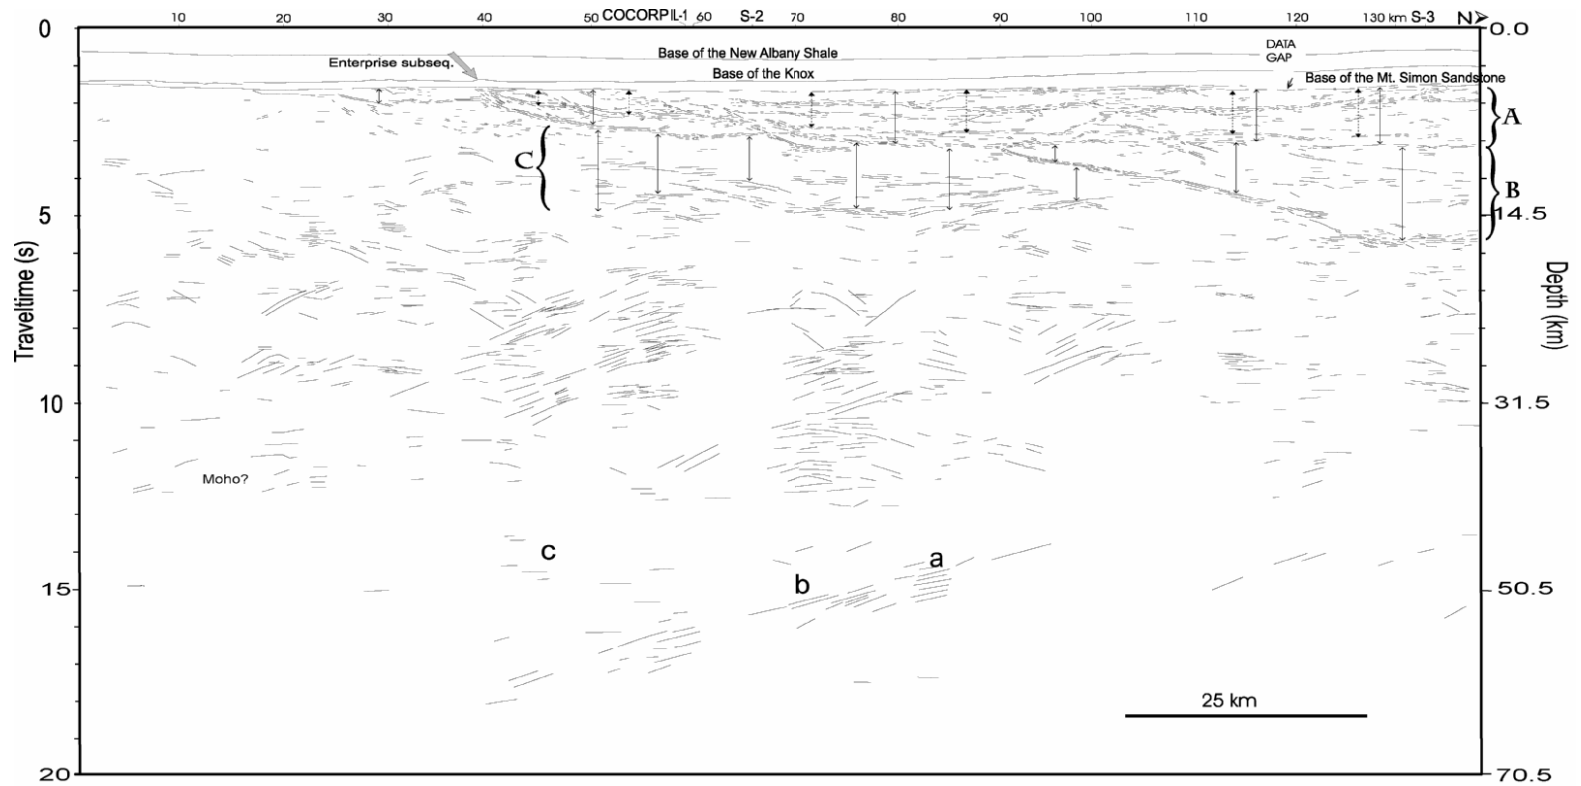 10 20 30 40 50 COCORP IL-1 60 S-2 70 80 90 100 110 120 130 km S-3 N
0 0.0
DATA
GAP
Base of the New Albany Shale
Enterprise subseq.
Base of the Knox
Base of the Mt. Simon Sandstone
A
C
B
5 14.5
Traveltime (s)
Depth (km)
10 31.5
Moho?
c
a
b
15 50.5
25 km
20 70.5